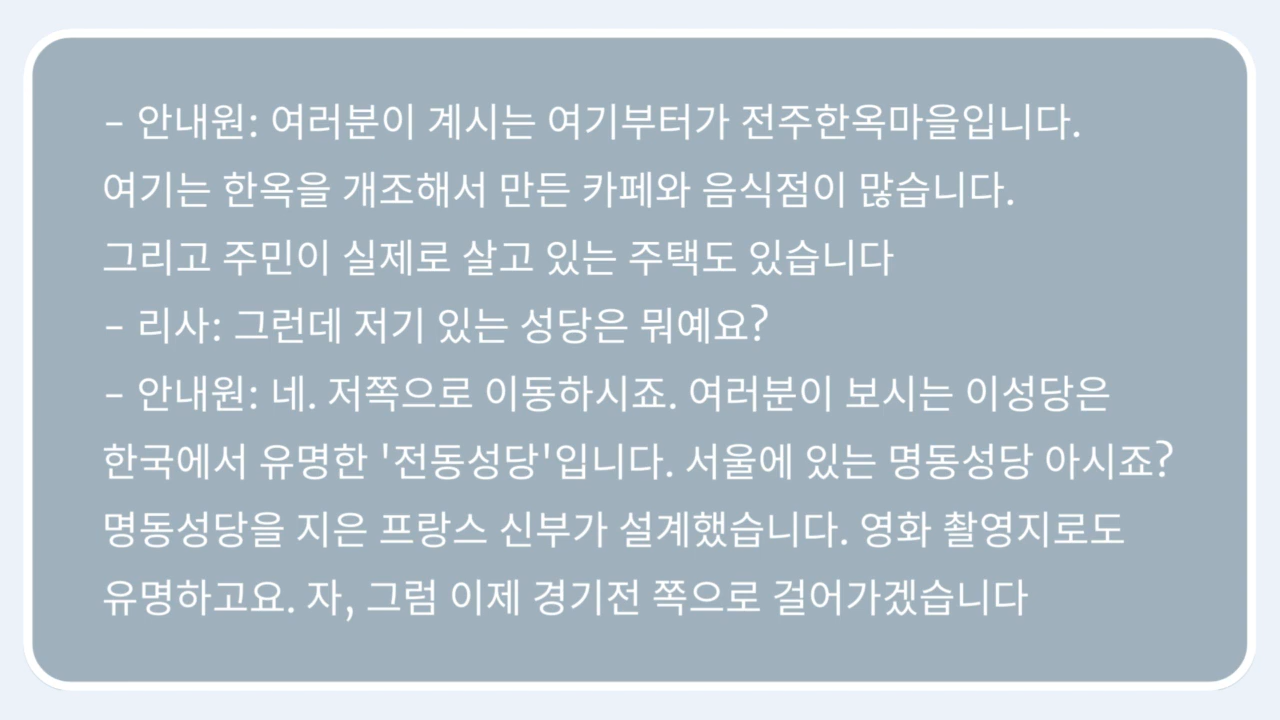 - 안내원: 여러분이 계시는 여기부터가 전주한옥마을입니다.
여기는 한옥을 개조해서 만든 카페와 음식점이 많습니다.
그리고 주민이 실제로 살고 있는 주택도 있습니다
- 리사: 그런데 저기 있는 성당은 뭐예요?
- 안내원: 네. 저쪽으로 이동하시죠. 여러분이 보시는 이성당은
한국에서 유명한 '전동성당'입니다. 서울에 있는 명동성당 아시죠?
명동성당을 지은 프랑스 신부가 설계했습니다. 영화 촬영지로도
유명하고요. 자, 그럼 이제 경기전 쪽으로 걸어가겠습니다